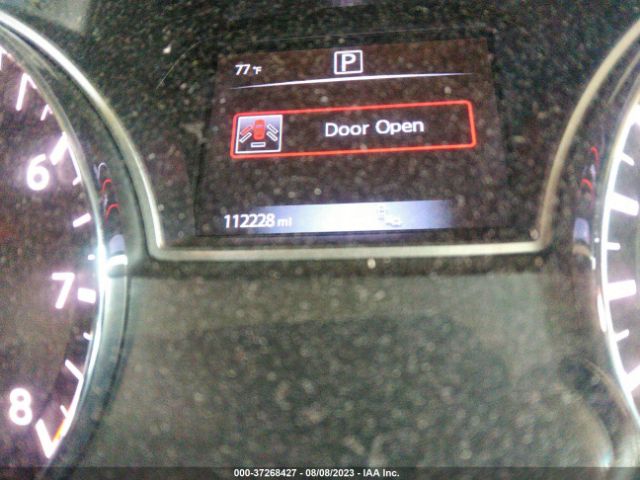 77°F
P
Door Open
112228 mi
6
7
8
000-37268427 - 08/08/2023 - IAA Inc.